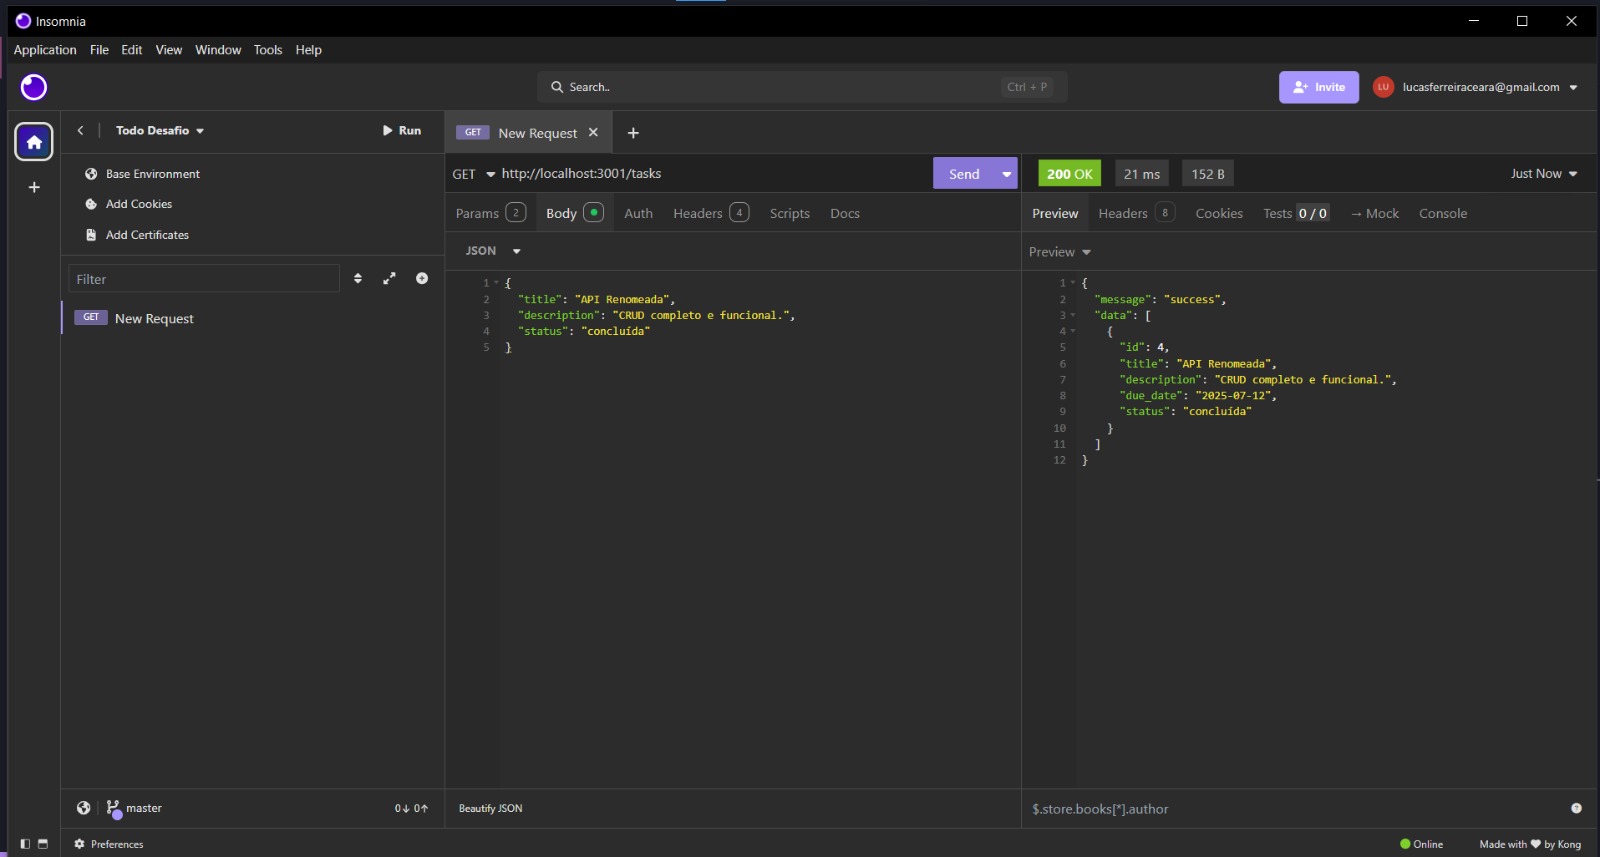 Insomnia
Application File Edit View Window Tools Help
Search.. Ctrl + P Invite LU lucasferreiraceara@gmail.com
Todo Desafio Run
Base Environment
Add Cookies
Add Certificates
Filter
GET New Request
GET New Request
GET http://localhost:3001/tasks Send
Params 2 Body Auth Headers 4 Scripts Docs
JSON
1 {
2 "title": "API Renomeada",
3 "description": "CRUD completo e funcional.",
4 "status": "concluída"
5 }
200 OK 21 ms 152 B Just Now
Preview Headers 8 Cookies Tests 0 / 0 → Mock Console
Preview
1 {
2 "message": "success",
3 "data": [
4 {
5 "id": 4,
6 "title": "API Renomeada",
7 "description": "CRUD completo e funcional.",
8 "due_date": "2025-07-12",
9 "status": "concluída"
10 }
11 ]
12 }
master 0↓ 0↑
Beautify JSON
$.store.books[*].author
Preferences
Online Made with ♥ by Kong